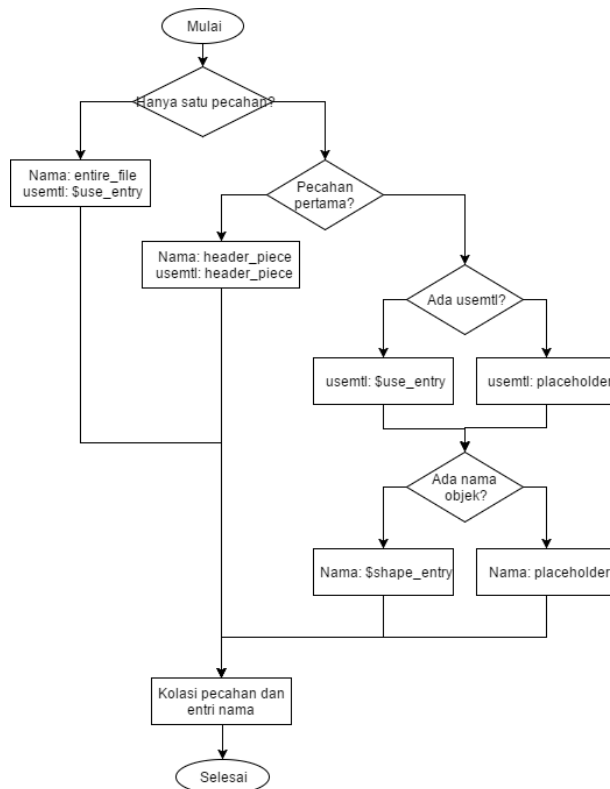 Mulai
Hanya satu pecahan?
Nama: entire_file
usemtl: $use_entry
Pecahan
pertama?
Nama: header_piece
usemtl: header_piece
Ada usemtl?
usemtl: $use_entry
usemtl: placeholder
Ada nama
objek?
Nama: $shape_entry
Nama: placeholder
Kolasi pecahan dan
entri nama
Selesai